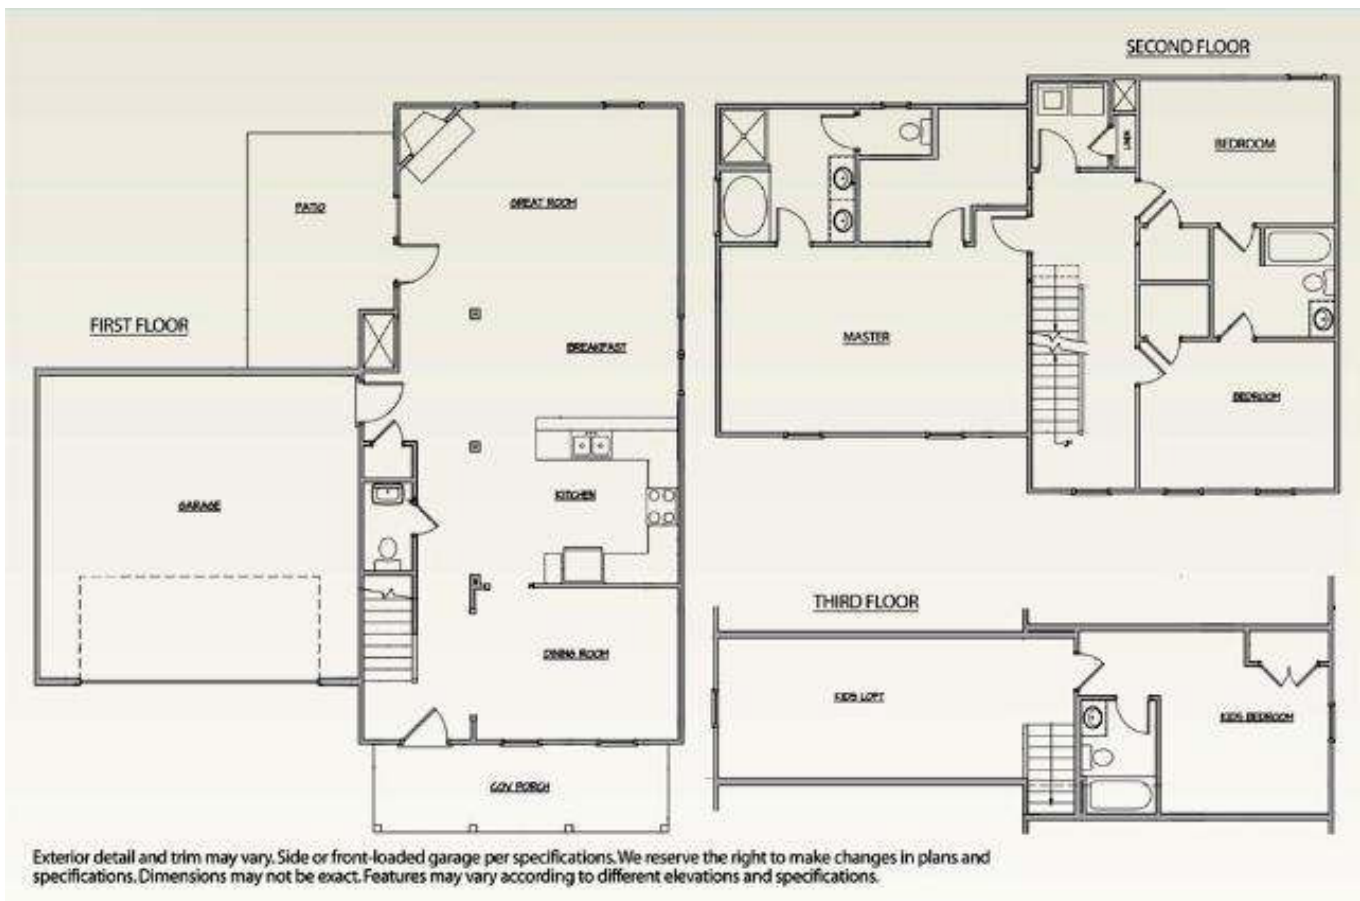 SECOND FLOOR
BEDROOM
LINEN
GREAT ROOM
PATIO
FIRST FLOOR
BREAKFAST
MASTER
BEDROOM
GARAGE
KITCHEN
THIRD FLOOR
DINING ROOM
KIDS LOFT
KIDS BEDROOM
COV. PORCH
Exterior detail and trim may vary. Side or front-loaded garage per specifications. We reserve the right to make changes in plans and
specifications. Dimensions may not be exact. Features may vary according to different elevations and specifications.